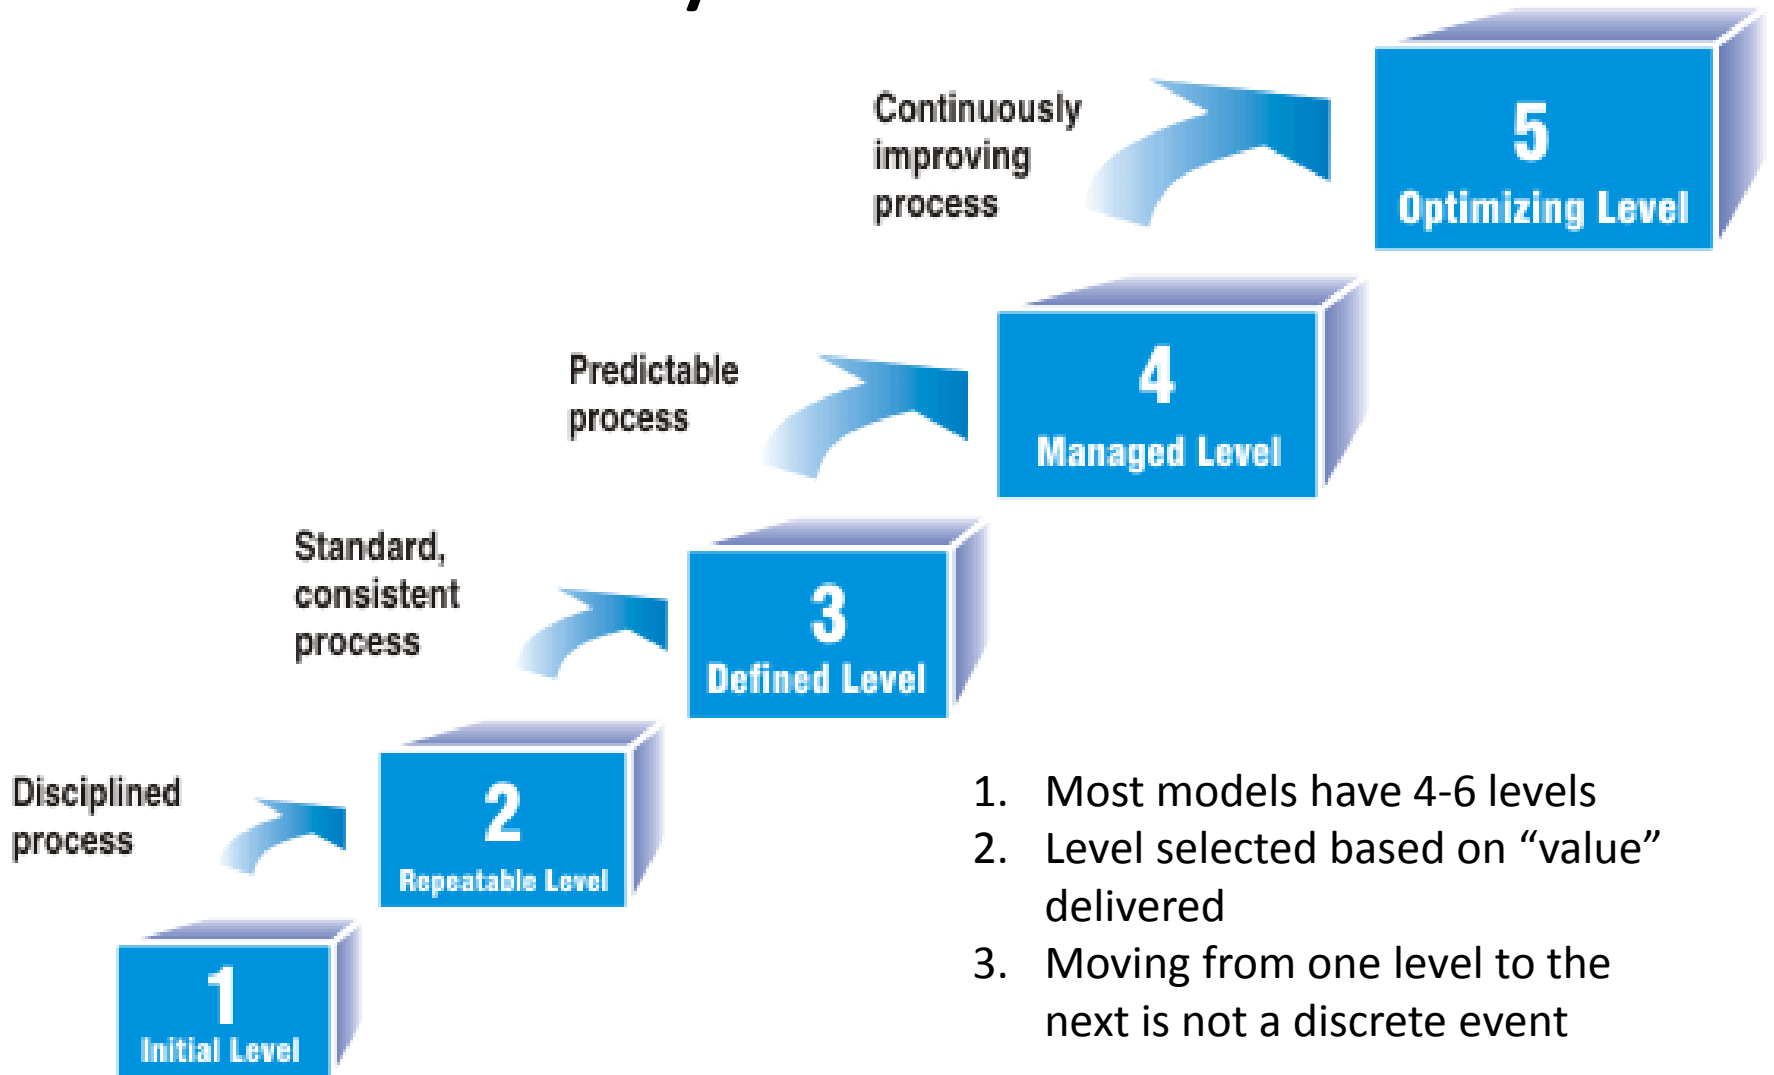 Continuously
improving
process
5
Optimizing Level
Predictable
process
4
Managed Level
Standard,
consistent
process
3
Defined Level
Disciplined
process
2
Repeatable Level
1
Initial Level
1. Most models have 4-6 levels
2. Level selected based on “value”
delivered
3. Moving from one level to the
next is not a discrete event